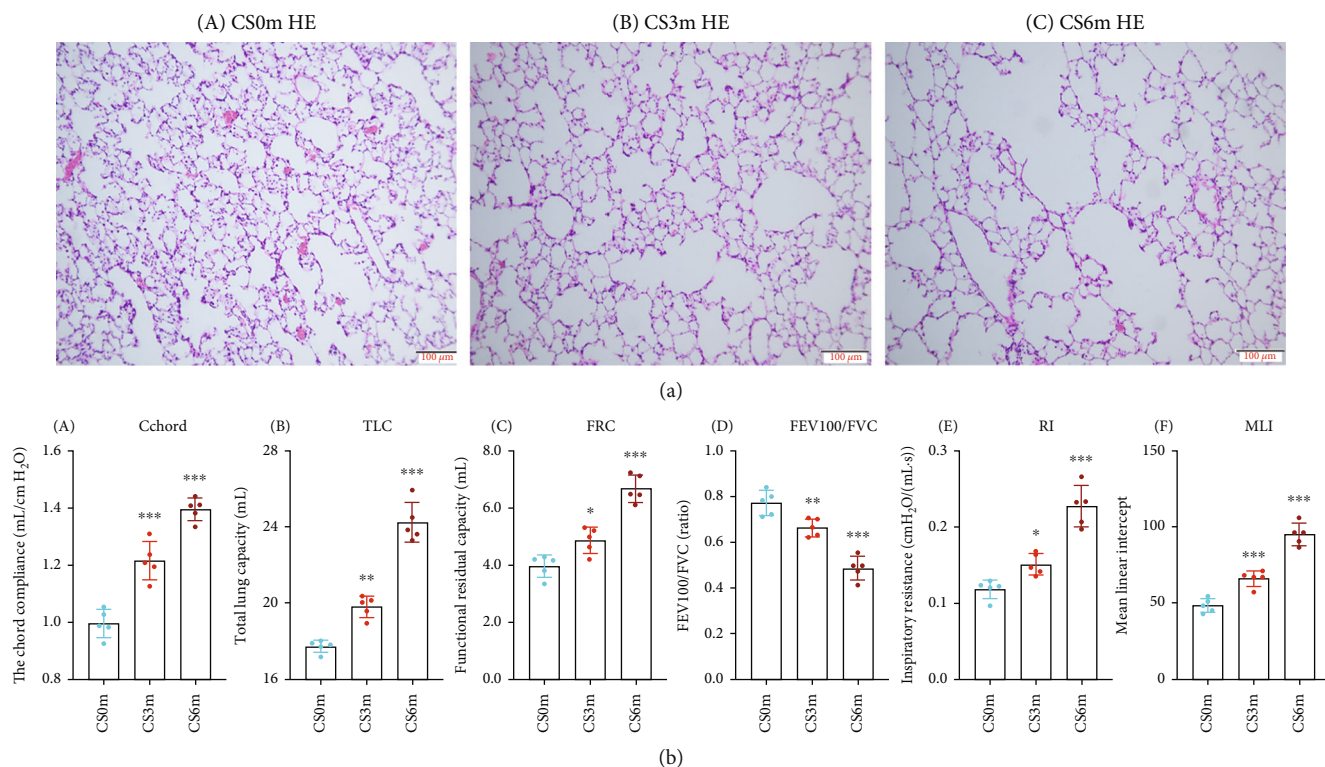 (A) CS0m HE
(B) CS3m HE
(C) CS6m HE
100 μm
100 μm
100 μm
(a)
(A) Cchord
The chord compliance (mL/cm H₂O)
1.6
1.4
1.2
1.0
0.8
***
***
CS0m
CS3m
CS6m
(B) TLC
Total lung capacity (mL)
28
24
20
16
**
***
CS0m
CS3m
CS6m
(C) FRC
Functional residual capacity (mL)
8.0
6.0
4.0
2.0
0.0
*
***
CS0m
CS3m
CS6m
(D) FEV100/FVC
FEV100/FVC (ratio)
1.0
0.8
0.6
0.4
0.2
0.0
**
***
CS0m
CS3m
CS6m
(E) RI
Inspiratory resistance (cmH₂O/(mL·s))
0.3
0.2
0.1
0.0
*
***
CS0m
CS3m
CS6m
(F) MLI
Mean linear intercept
150
100
50
0
***
***
CS0m
CS3m
CS6m
(b)